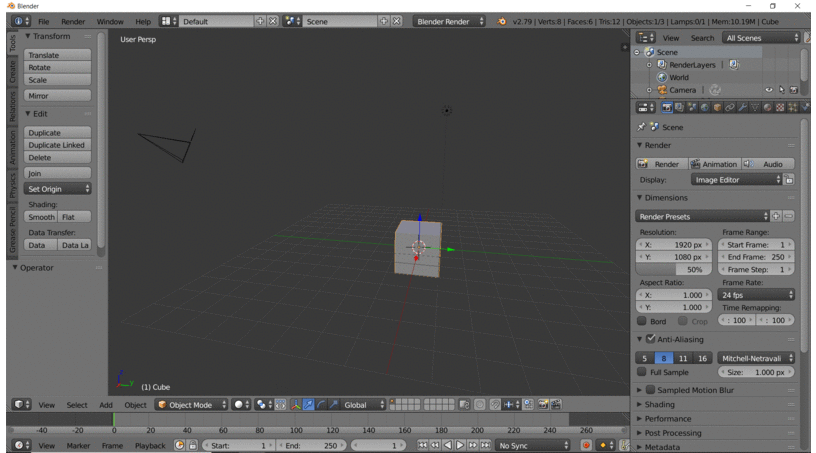 Blender
File Render Window Help Default Scene Blender Render v2.79 | Verts:8 | Faces:6 | Tris:12 | Objects:1/3 | Lamps:0/1 | Mem:10.19M | Cube
Tools
Create
Relations
Animation
Physics
Grease Pencil
Transform
Translate
Rotate
Scale
Mirror
Edit
Duplicate
Duplicate Linked
Delete
Join
Set Origin
Shading:
Smooth Flat
Data Transfer:
Data Data La
Operator
User Persp
(1) Cube
View Select Add Object Object Mode Global
View Search All Scenes
Scene
RenderLayers
World
Camera
Scene
Render
Render Animation Audio
Display: Image Editor
Dimensions
Render Presets
Resolution: Frame Range:
X: 1920 px Start Frame: 1
Y: 1080 px End Frame: 250
50% Frame Step: 1
Aspect Ratio: Frame Rate:
X: 1.000 24 fps
Y: 1.000 Time Remapping:
Bord Crop : 100 : 100
Anti-Aliasing
5 8 11 16 Mitchell-Netravali
Full Sample Size: 1.000 px
Sampled Motion Blur
Shading
Performance
Post Processing
Metadata
-40 -20 0 20 40 60 80 100 120 140 160 180 200 220 240 260
View Marker Frame Playback Start: 1 End: 250 1 No Sync